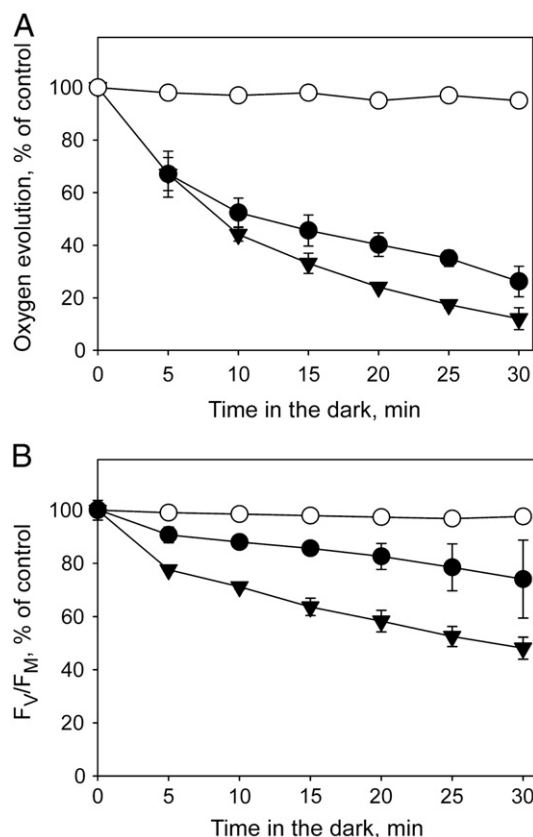 A
Oxygen evolution, % of control
100
80
60
40
20
0
0 5 10 15 20 25 30
Time in the dark, min
B
F_V/F_M, % of control
100
80
60
40
20
0
0 5 10 15 20 25 30
Time in the dark, min